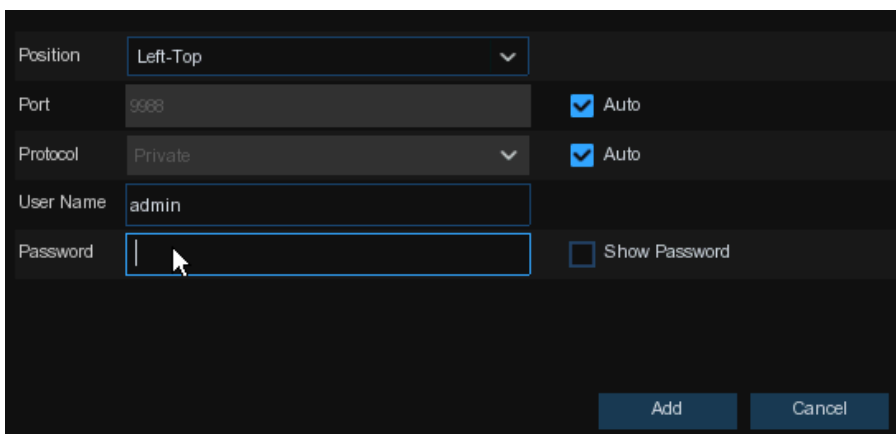 Position Left-Top
Port 9988 Auto
Protocol Private Auto
User Name admin
Password Show Password
Add Cancel